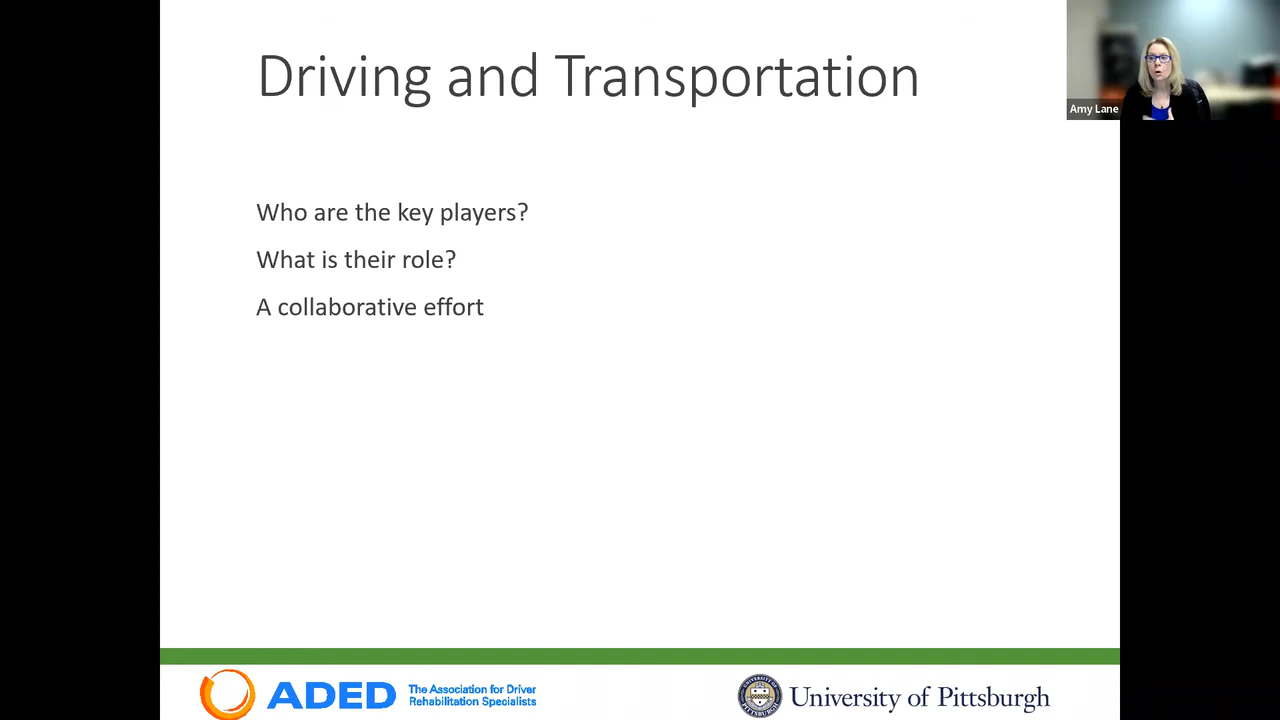 Driving and Transportation
Amy Lane
Who are the key players?
What is their role?
A collaborative effort
ADED
The Association for Driver
Rehabilitation Specialists
University of Pittsburgh